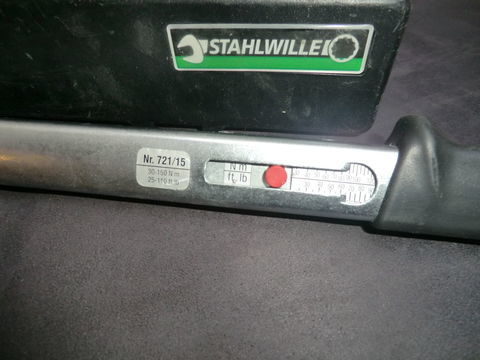 STAHLWILLE
Nr. 721/15
30-150 N m
25-110 ft lb
N m
ft. lb